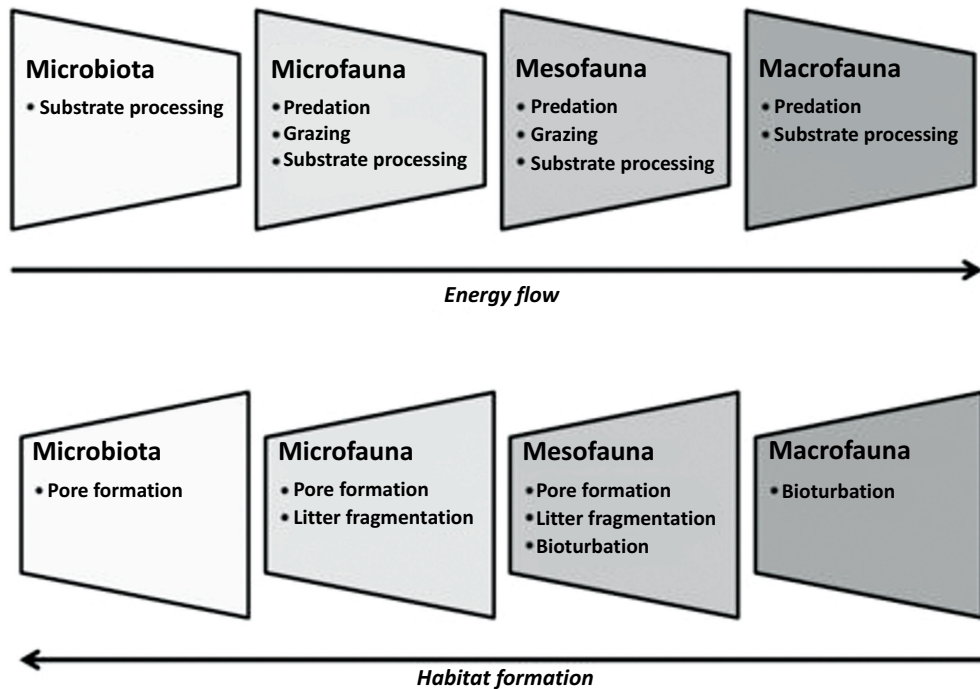 Microbiota
• Substrate processing
Microfauna
• Predation
• Grazing
• Substrate processing
Mesofauna
• Predation
• Grazing
• Substrate processing
Macrofauna
• Predation
• Substrate processing
Energy flow
Microbiota
• Pore formation
Microfauna
• Pore formation
• Litter fragmentation
Mesofauna
• Pore formation
• Litter fragmentation
• Bioturbation
Macrofauna
• Bioturbation
Habitat formation